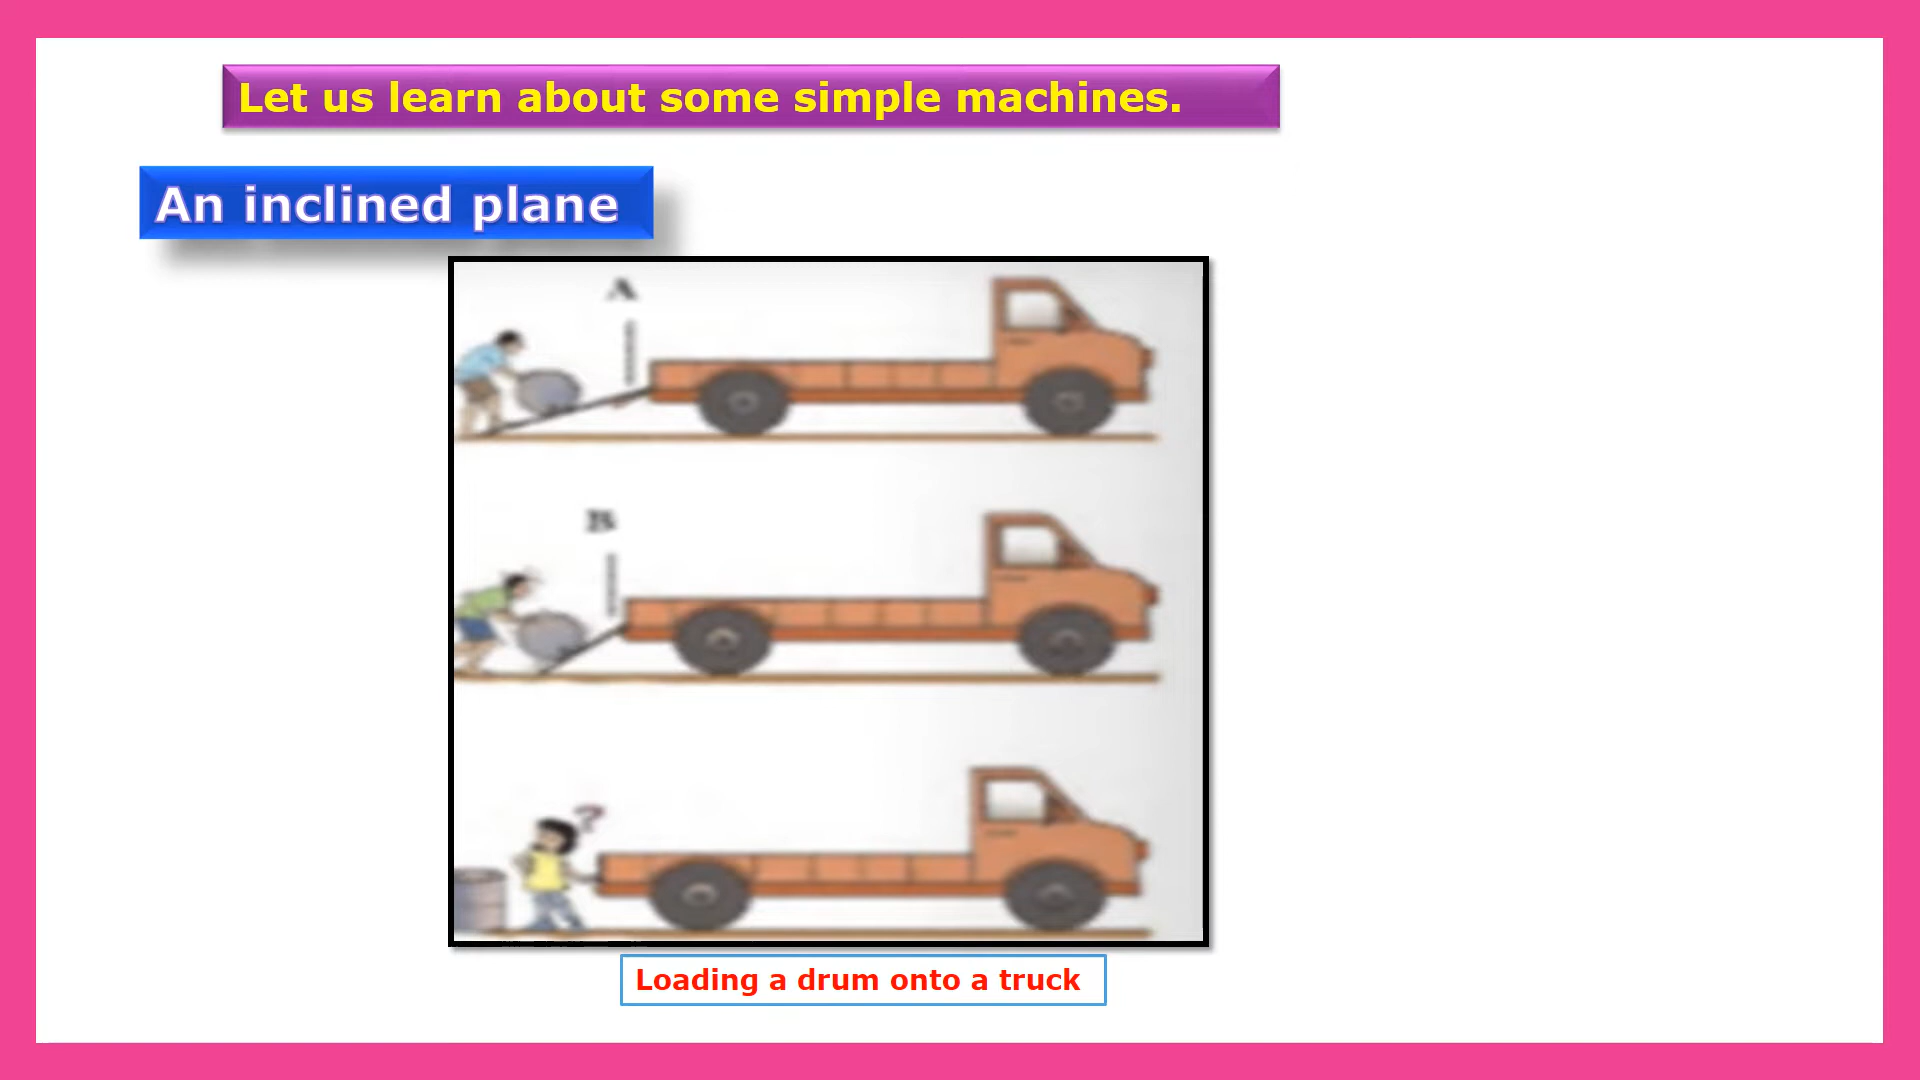 Let us learn about some simple machines.
An inclined plane
A
B
?
Loading a drum onto a truck